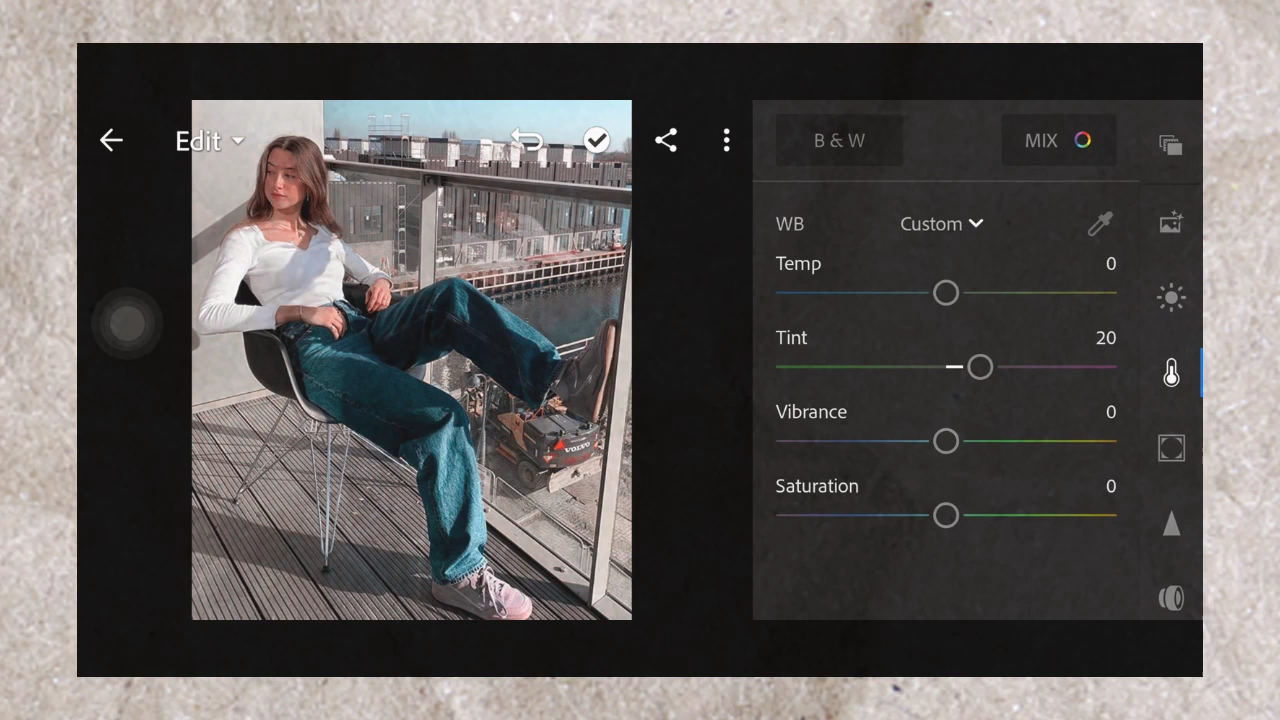 Edit
B & W
MIX
WB Custom
Temp 0
Tint 20
Vibrance 0
Saturation 0
VOLVO